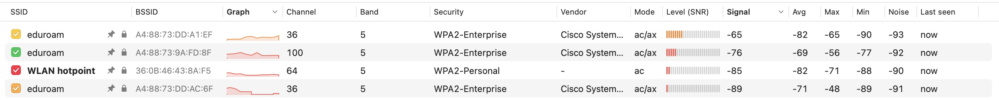 SSID BSSID Graph Channel Band Security Vendor Mode Level (SNR) Signal Avg Max Min Noise Last seen
eduroam A4:88:73:DD:A1:EF 36 5 WPA2-Enterprise Cisco System... ac/ax -65 -82 -65 -90 -93 now
eduroam A4:88:73:9A:FD:8F 100 5 WPA2-Enterprise Cisco System... ac/ax -76 -69 -56 -77 -92 now
WLAN hotpoint 36:0B:46:43:8A:F5 64 5 WPA2-Personal - ac -85 -82 -71 -88 -90 now
eduroam A4:88:73:DD:AC:6F 36 5 WPA2-Enterprise Cisco System... ac/ax -89 -71 -48 -89 -91 now